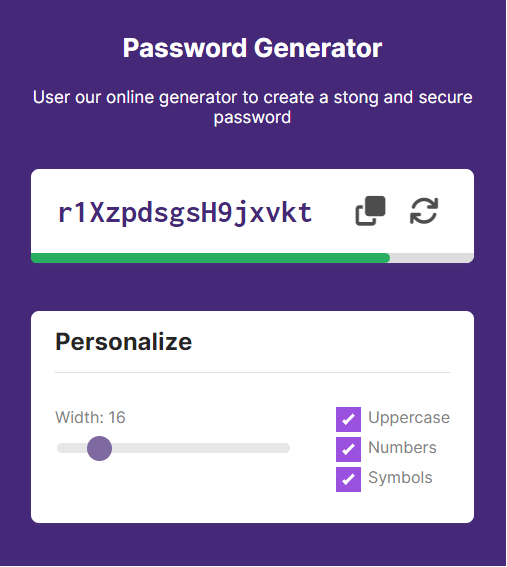 Password Generator
User our online generator to create a stong and secure
password
r1XzpdsgsH9jxvkt
Personalize
Width: 16
Uppercase
Numbers
Symbols